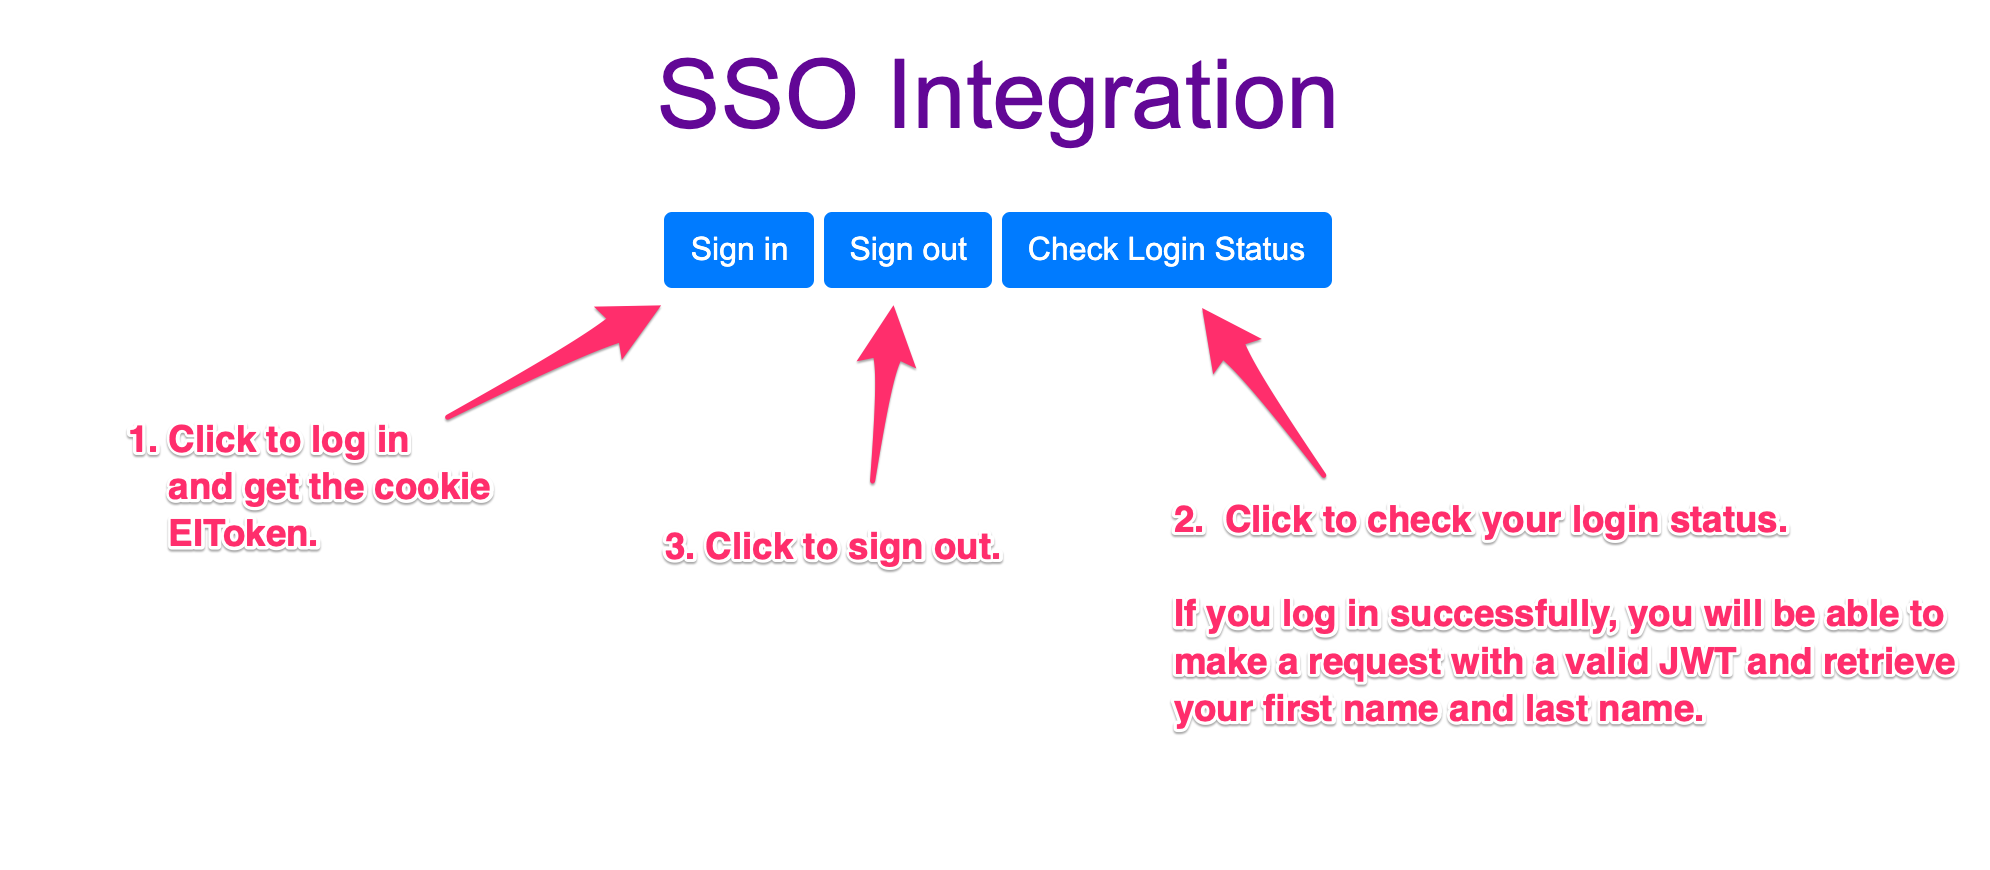 SSO Integration
Sign in
Sign out
Check Login Status
1. Click to log in
and get the cookie
EIToken.
3. Click to sign out.
2. Click to check your login status.
If you log in successfully, you will be able to
make a request with a valid JWT and retrieve
your first name and last name.